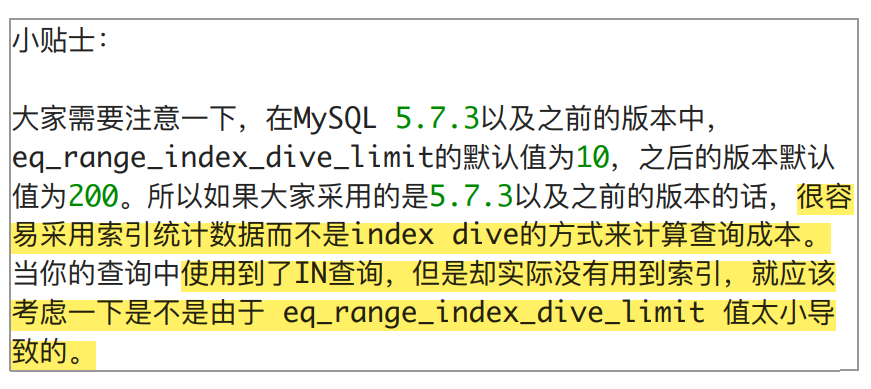 小贴士：
大家需要注意一下，在MySQL 5.7.3以及之前的版本中，
eq_range_index_dive_limit的默认值为10，之后的版本默认
值为200。所以如果大家采用的是5.7.3以及之前的版本的话，很容
易采用索引统计数据而不是index dive的方式来计算查询成本。
当你的查询中使用到了IN查询，但是却实际没有用到索引，就应该
考虑一下是不是由于 eq_range_index_dive_limit 值太小导
致的。